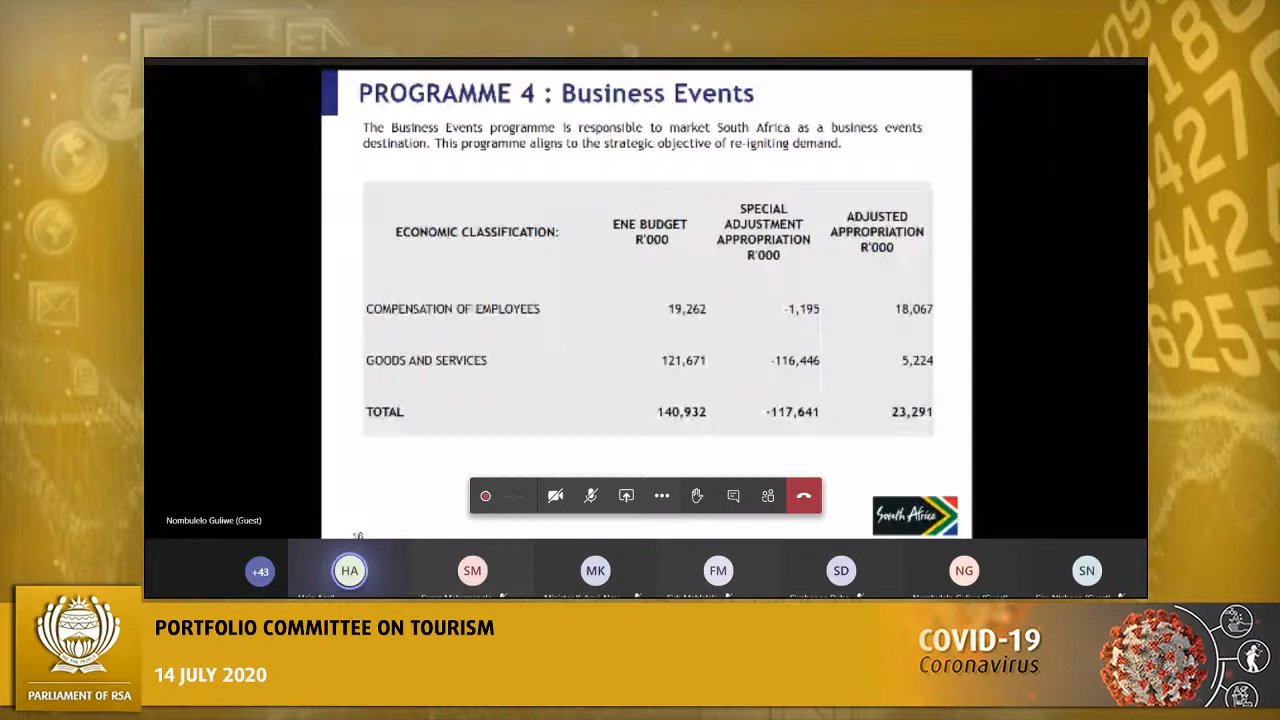 PROGRAMME 4 : Business Events
The Business Events programme is responsible to market South Africa as a business events
destination. This programme aligns to the strategic objective of re-igniting demand.
ECONOMIC CLASSIFICATION:
ENE BUDGET
R'000
SPECIAL
ADJUSTMENT
APPROPRIATION
R'000
ADJUSTED
APPROPRIATION
R'000
COMPENSATION OF EMPLOYEES 19,262 -1,195 18,067
GOODS AND SERVICES 121,671 -116,446 5,224
TOTAL 140,932 -117,641 23,291
South Africa
Nombulelo Guliwe (Guest)
16
+43 HA SM MK FM SD NG SN
PORTFOLIO COMMITTEE ON TOURISM
14 JULY 2020
PARLIAMENT OF RSA
COVID-19
Coronavirus